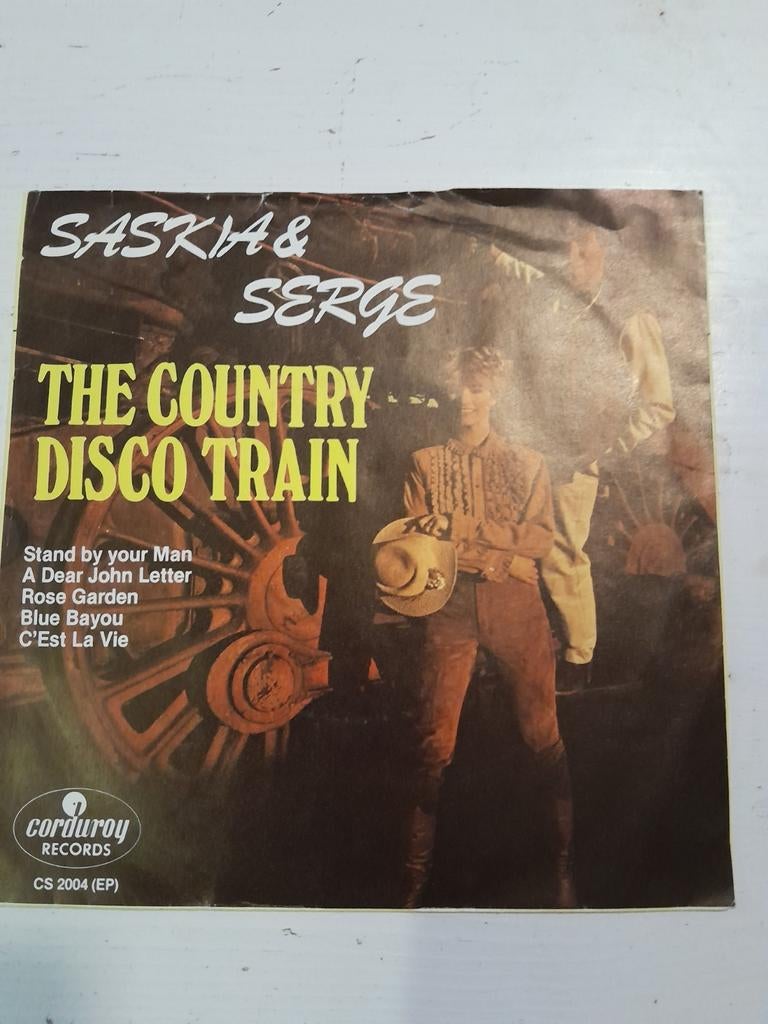 SASKIA &
SERGE
THE COUNTRY
DISCO TRAIN
Stand by your Man
A Dear John Letter
Rose Garden
Blue Bayou
C'Est La Vie
corduroy
RECORDS
CS 2004 (EP)